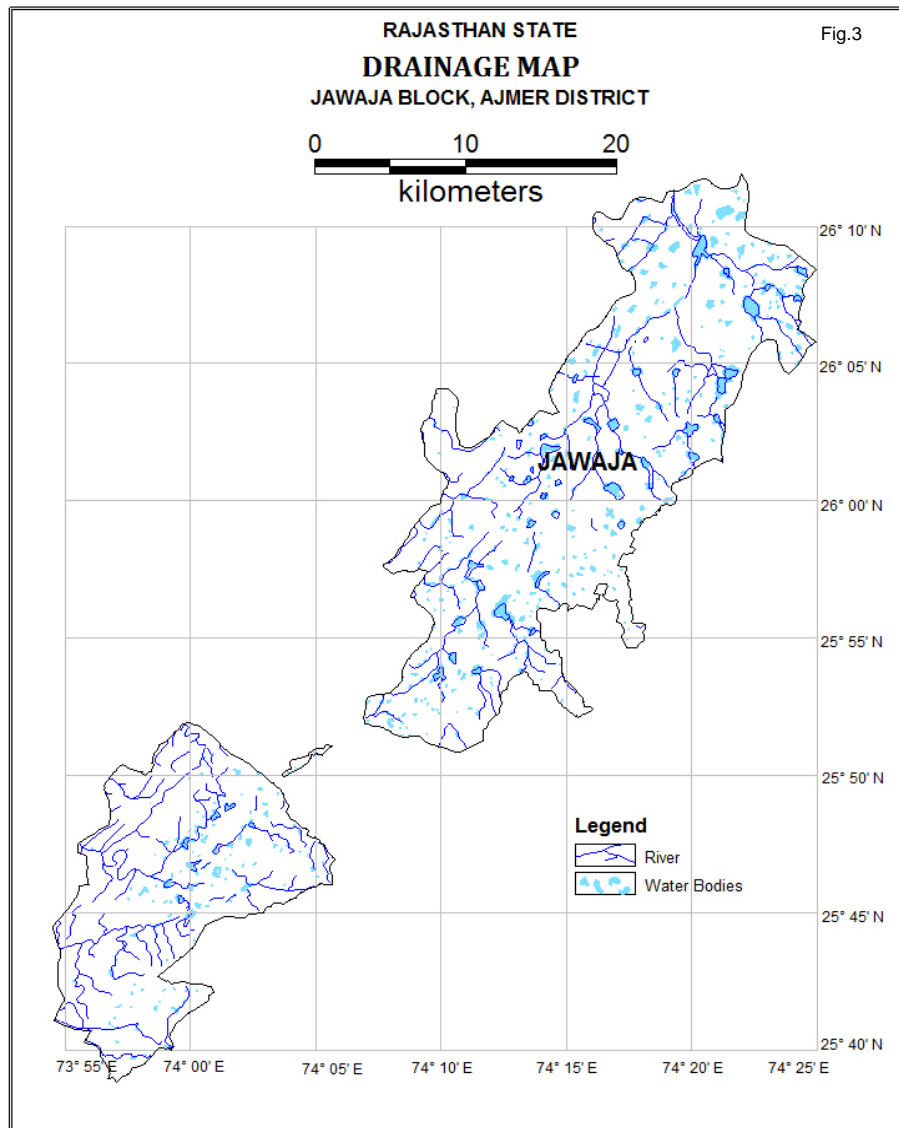 RAJASTHAN STATE
Fig.3
DRAINAGE MAP
JAWAJA BLOCK, AJMER DISTRICT
0 10 20
kilometers
26° 10' N
26° 05' N
JAWAJA
26° 00' N
25° 55' N
25° 50' N
Legend
River
Water Bodies
25° 45' N
25° 40' N
73° 55' E 74° 00' E 74° 05' E 74° 10' E 74° 15' E 74° 20' E 74° 25' E